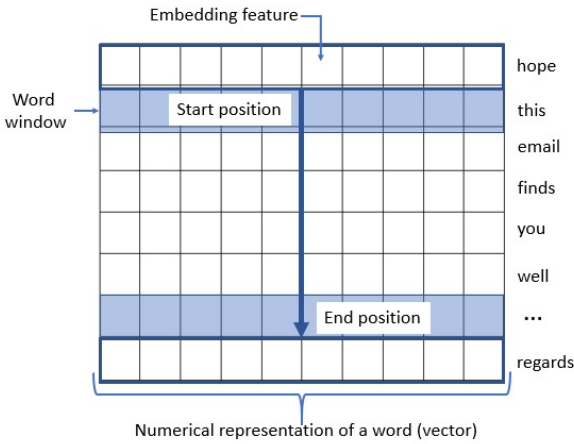 Embedding feature
hope
Word
window
Start position
this
email
finds
you
well
End position
...
regards
Numerical representation of a word (vector)